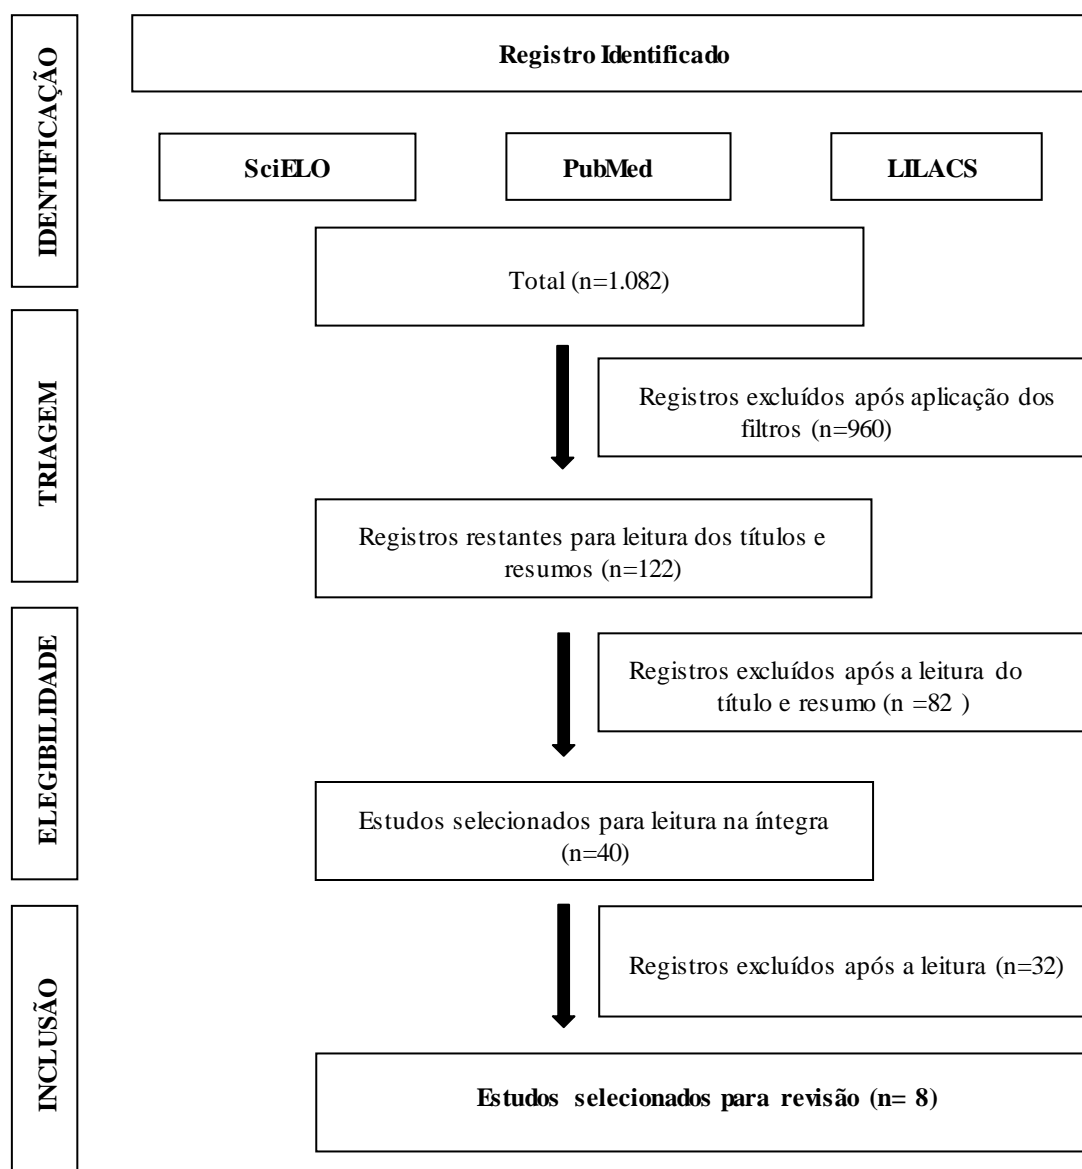 IDENTIFICAÇÃO
Registro Identificado
SciELO
PubMed
LILACS
Total (n=1.082)
TRIAGEM
Registros excluídos após aplicação dos
filtros (n=960)
Registros restantes para leitura dos títulos e
resumos (n=122)
ELEGIBILIDADE
Registros excluídos após a leitura do
título e resumo (n =82 )
Estudos selecionados para leitura na íntegra
(n=40)
INCLUSÃO
Registros excluídos após a leitura (n=32)
Estudos selecionados para revisão (n= 8)